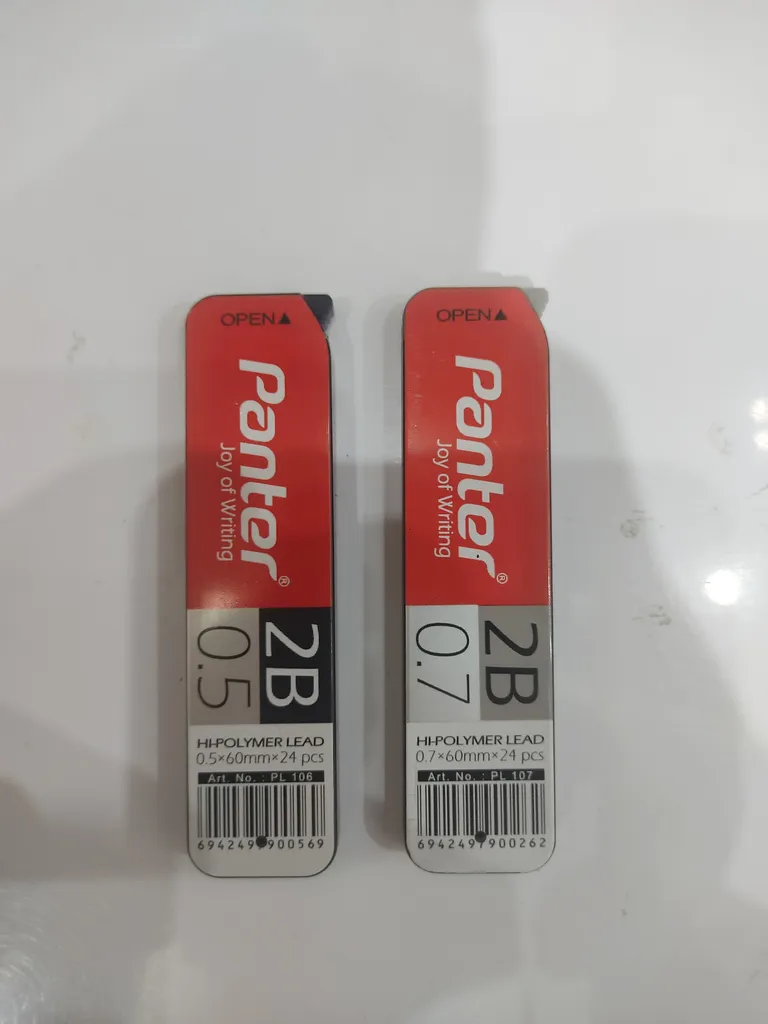 OPEN▲
Panter®
Joy of Writing
2B
0.5
HI-POLYMER LEAD
0.5×60mm×24 pcs
Art. No. : PL 106
6942497900569
OPEN▲
Panter®
Joy of Writing
2B
0.7
HI-POLYMER LEAD
0.7×60mm×24 pcs
Art. No. : PL 107
6942497900262